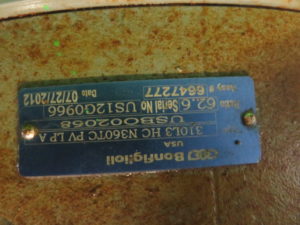 Bonfiglioli
USA
310L3 HC N360TC PV LP A
USBO02068
Ratio 62.6 Serial No US12G0966
Assy # 6647277 Date 07/27/2012